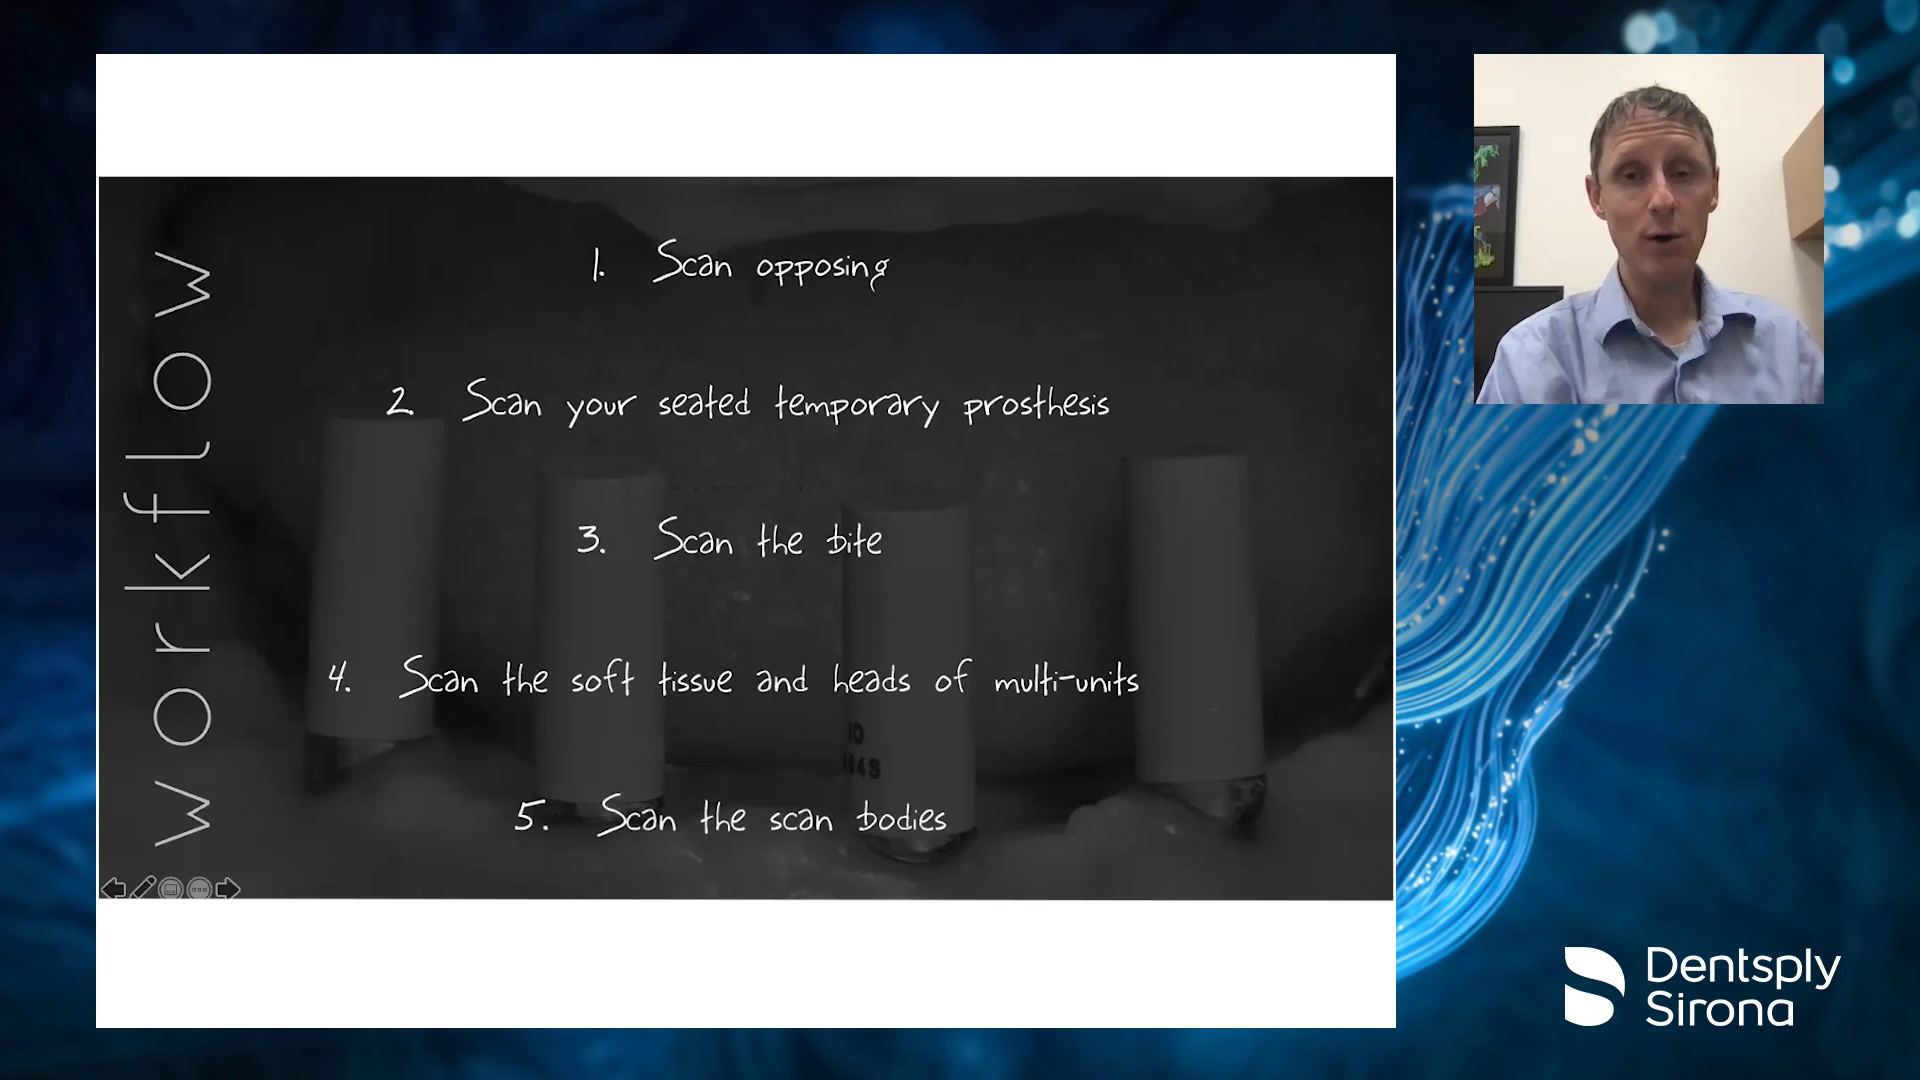 workflow
1. Scan opposing
2. Scan your seated temporary prosthesis
3. Scan the bite
4. Scan the soft tissue and heads of multi-units
5. Scan the scan bodies
Dentsply
Sirona